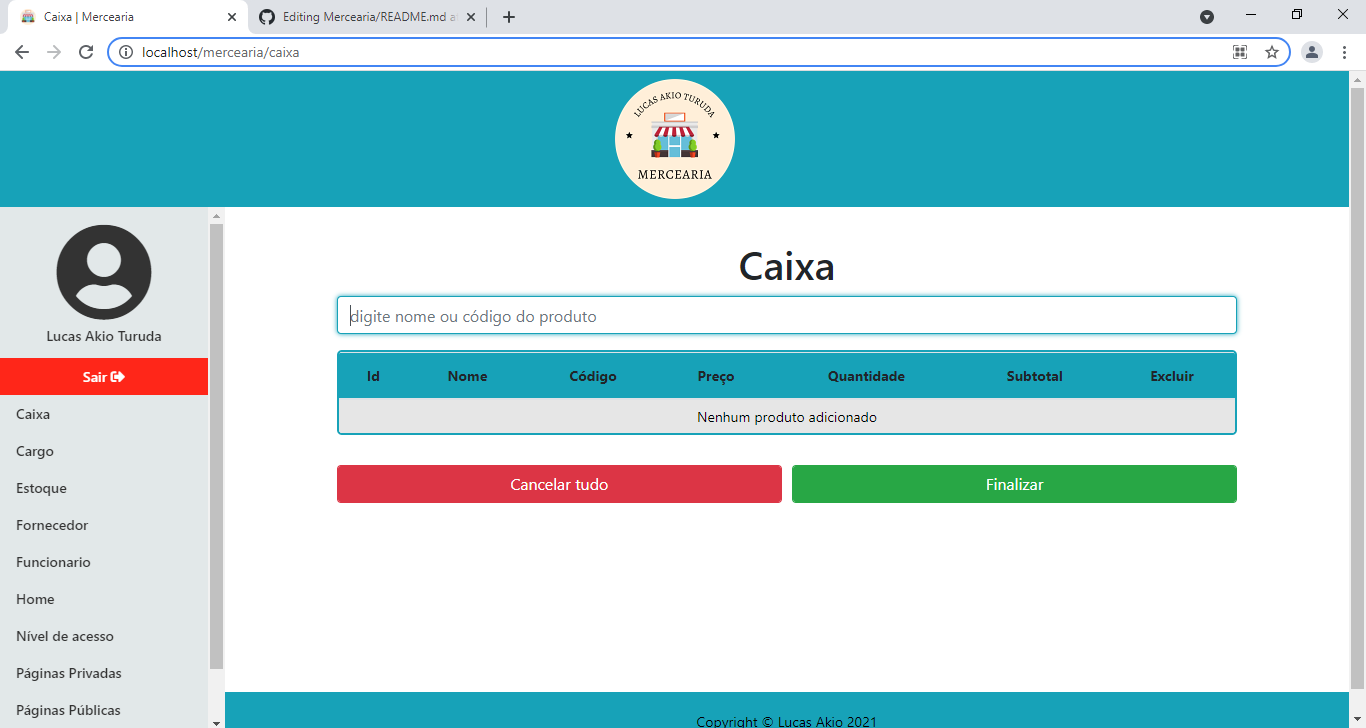 Caixa | Mercearia
Editing Mercearia/README.md a
localhost/mercearia/caixa
LUCAS AKIO TURUDA
MERCEARIA
Lucas Akio Turuda
Sair
Caixa
Cargo
Estoque
Fornecedor
Funcionario
Home
Nível de acesso
Páginas Privadas
Páginas Públicas
Caixa
digite nome ou código do produto
Id Nome Código Preço Quantidade Subtotal Excluir
Nenhum produto adicionado
Cancelar tudo Finalizar
Copyright © Lucas Akio 2021